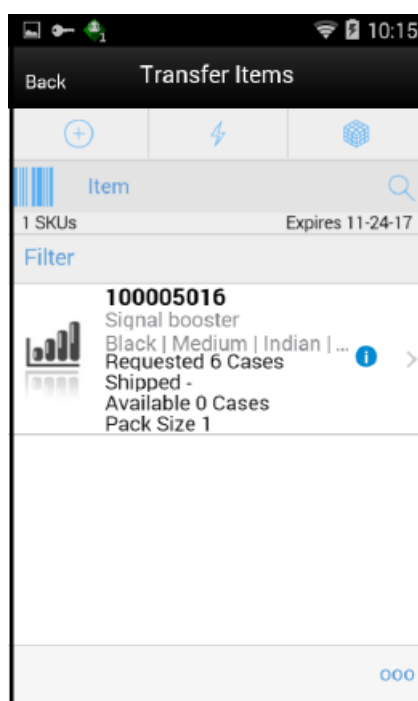 1
10:15
Back
Transfer Items
Item
1 SKUs
Expires 11-24-17
Filter
100005016
Signal booster
Black | Medium | Indian | ...
Requested 6 Cases
Shipped -
Available 0 Cases
Pack Size 1